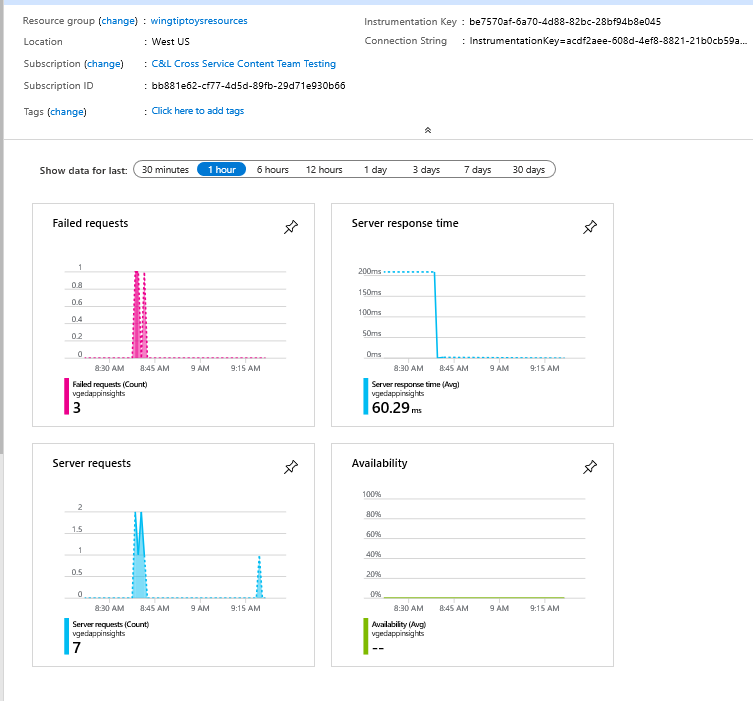 Resource group (change) : wingtiptoysresources
Location : West US
Subscription (change) : C&L Cross Service Content Team Testing
Subscription ID : bb881e62-cf77-4d5d-89fb-29d71e930b66
Tags (change) : Click here to add tags
Instrumentation Key : be7570af-6a70-4d88-82bc-28bf94b8e045
Connection String : InstrumentationKey=acdf2aee-608d-4ef8-8821-21b0cb59a...
Show data for last: 30 minutes 1 hour 6 hours 12 hours 1 day 3 days 7 days 30 days
Failed requests
1
0.8
0.6
0.4
0.2
0
8:30 AM 8:45 AM 9 AM 9:15 AM
Failed requests (Count)
vgedappinsights
3
Server response time
200ms
150ms
100ms
50ms
0ms
8:30 AM 8:45 AM 9 AM 9:15 AM
Server response time (Avg)
vgedappinsights
60.29 ms
Server requests
2
1.5
1
0.5
0
8:30 AM 8:45 AM 9 AM 9:15 AM
Server requests (Count)
vgedappinsights
7
Availability
100%
80%
60%
40%
20%
0%
8:30 AM 8:45 AM 9 AM 9:15 AM
Availability (Avg)
vgedappinsights
--